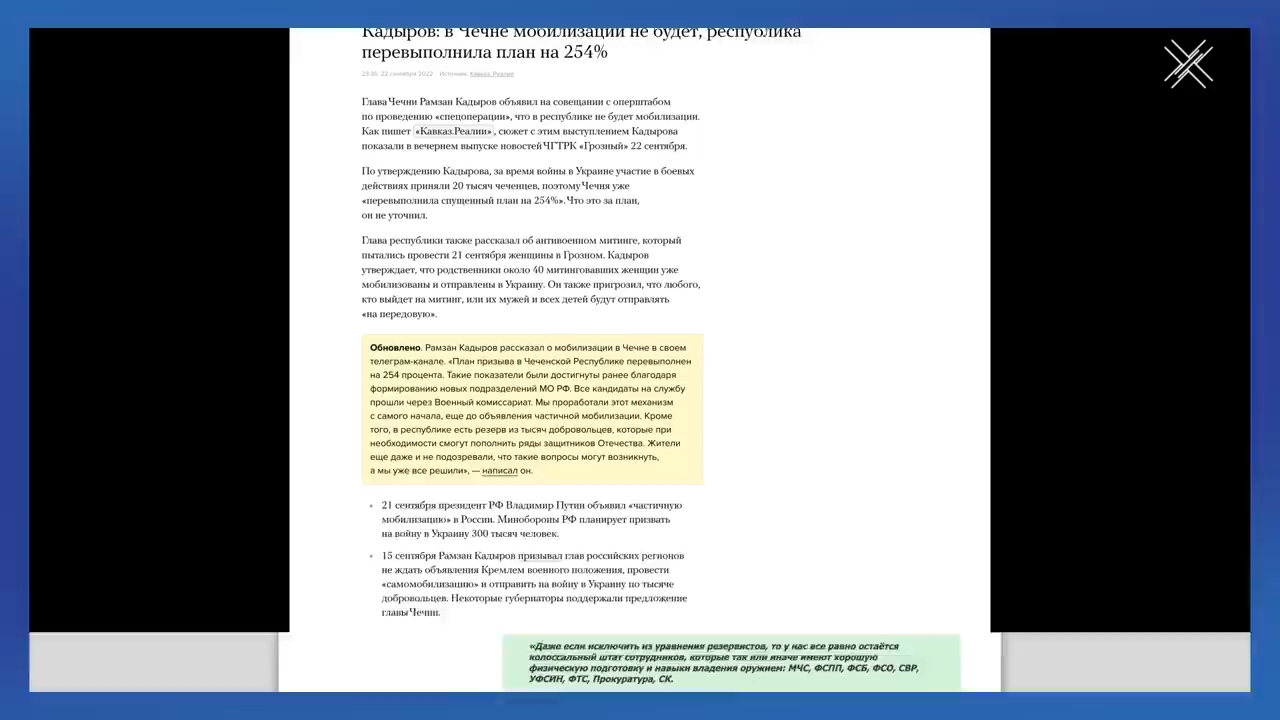 Кадыров: в Чечне мобилизации не будет, республика
перевыполнила план на 254%
23:36, 22 сентября 2022 Источник: Кавказ. Реалии
Глава Чечни Рамзан Кадыров объявил на совещании с оперштабом
по проведению «спецоперации», что в республике не будет мобилизации.
Как пишет «Кавказ.Реалии», сюжет с этим выступлением Кадырова
показали в вечернем выпуске новостей ЧГТРК «Грозный» 22 сентября.
По утверждению Кадырова, за время войны в Украине участие в боевых
действиях приняли 20 тысяч чеченцев, поэтому Чечня уже
«перевыполнила спущенный план на 254%». Что это за план,
он не уточнил.
Глава республики также рассказал об антивоенном митинге, который
пытались провести 21 сентября женщины в Грозном. Кадыров
утверждает, что родственники около 40 митинговавших женщин уже
мобилизованы и отправлены в Украину. Он также пригрозил, что любого,
кто выйдет на митинг, или их мужей и всех детей будут отправлять
«на передовую».
Обновлено. Рамзан Кадыров рассказал о мобилизации в Чечне в своем
телеграм-канале. «План призыва в Чеченской Республике перевыполнен
на 254 процента. Такие показатели были достигнуты ранее благодаря
формированию новых подразделений МО РФ. Все кандидаты на службу
прошли через Военный комиссариат. Мы проработали этот механизм
с самого начала, еще до объявления частичной мобилизации. Кроме
того, в республике есть резерв из тысяч добровольцев, которые при
необходимости смогут пополнить ряды защитников Отечества. Жители
еще даже и не подозревали, что такие вопросы могут возникнуть,
а мы уже все решили», — написал он.
21 сентября президент РФ Владимир Путин объявил «частичную
мобилизацию» в России. Минобороны РФ планирует призвать
на войну в Украину 300 тысяч человек.
15 сентября Рамзан Кадыров призывал глав российских регионов
не ждать объявления Кремлем военного положения, провести
«самомобилизацию» и отправить на войну в Украину по тысяче
добровольцев. Некоторые губернаторы поддержали предложение
главы Чечни.
«Даже если исключить из уравнения резервистов, то у нас все равно остаётся
колоссальный штат сотрудников, которые так или иначе имеют хорошую
физическую подготовку и навыки владения оружием: МЧС, ФСПП, ФСБ, ФСО, СВР,
УФСИН, ФТС, Прокуратура, СК.